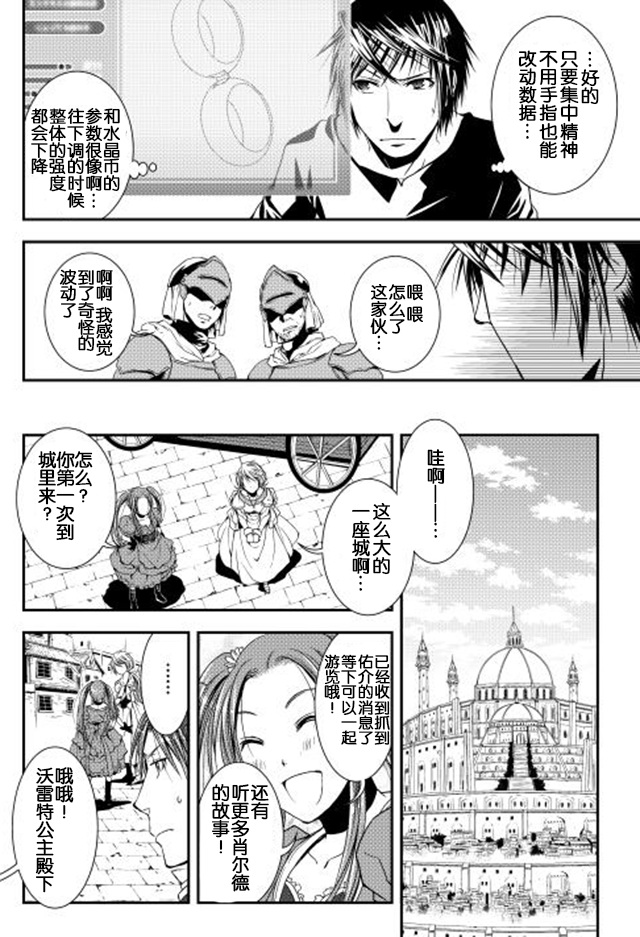 …好的
只要集中精神
不用手指也能
改动数据…
和水晶币的
参数很像啊…
往下调的时候
整体的强度
都会下降
喂喂
怎么了
这家伙…
啊啊 我感觉
到了奇怪的
波动了
哇啊——…
这么大的
一座城啊…
怎么？
你第一次到
城里来？
已经收到抓到
佑介的消息了
等下可以一起
游览哦！
还有
听更多肖尔德
的故事！
……
哦哦！
沃雷特公主殿下